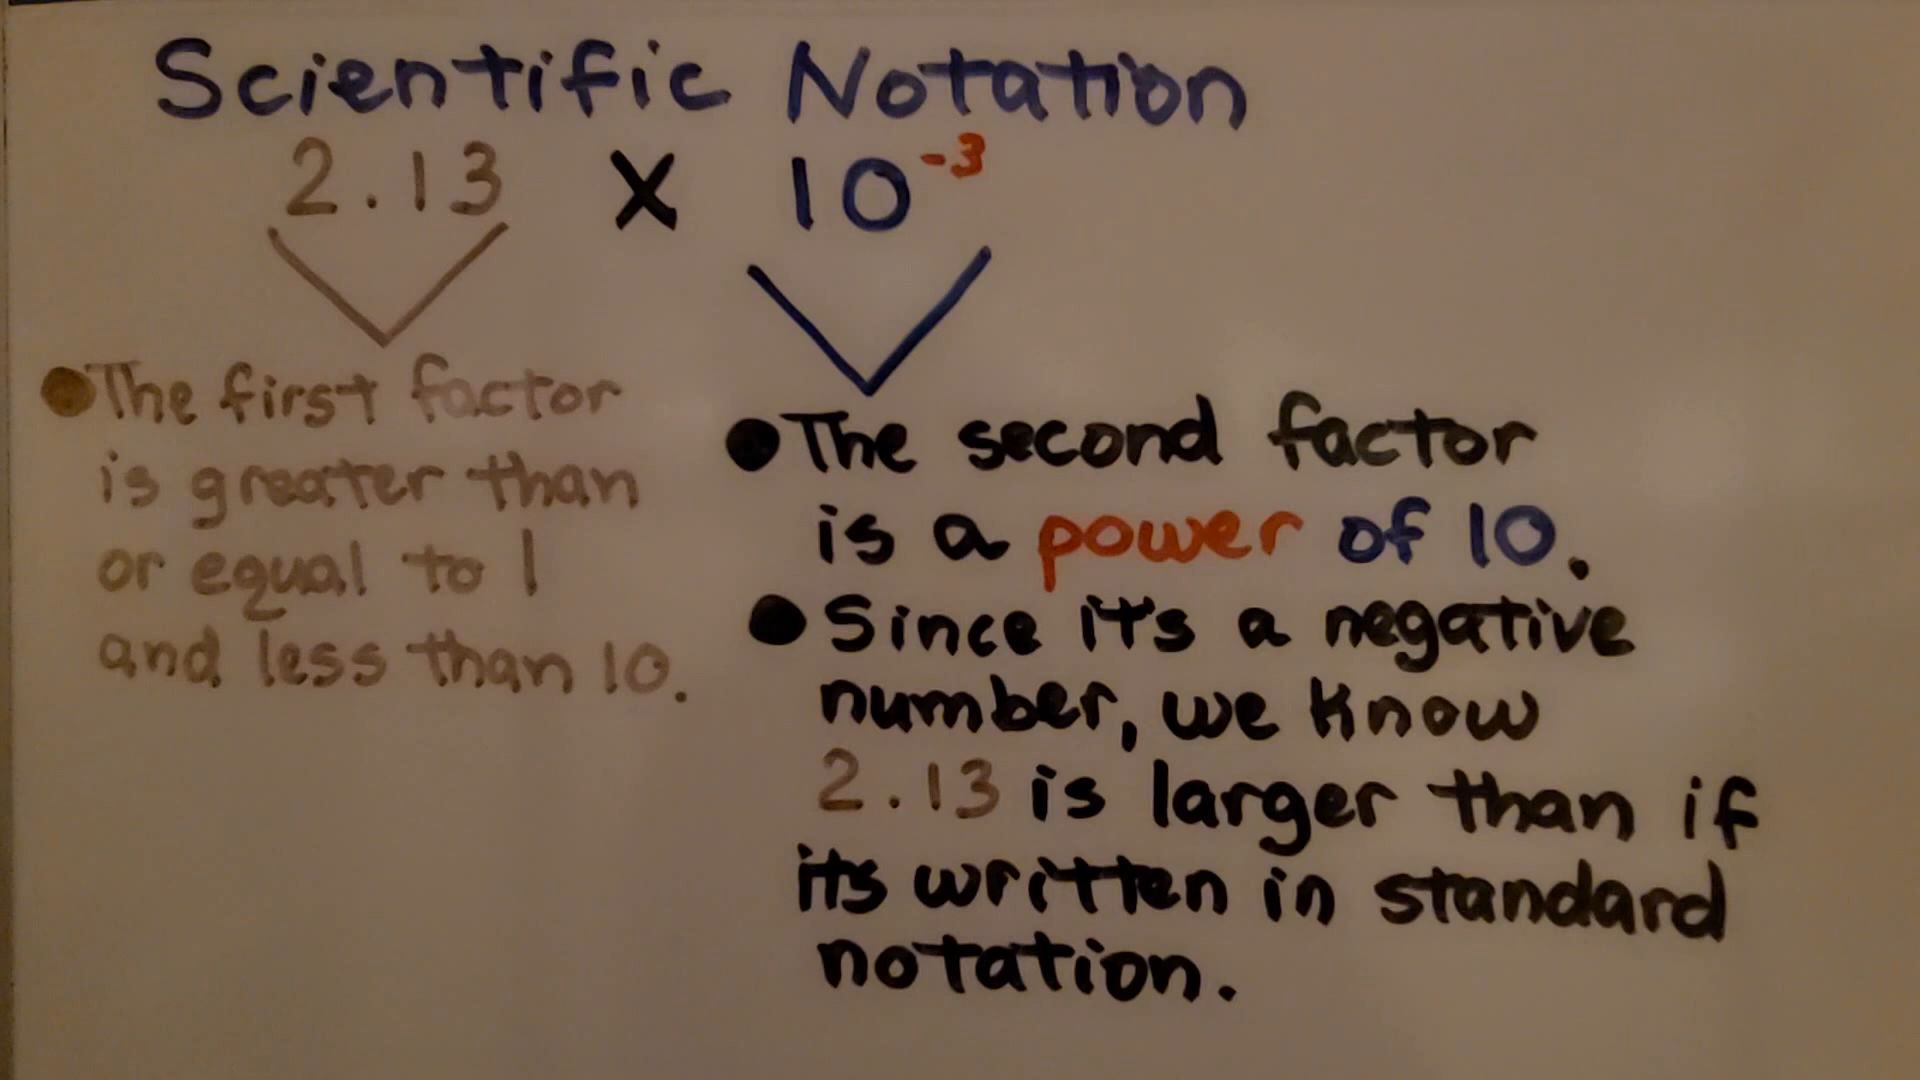 Scientific Notation
2.13 x 10⁻³
•The first factor
is greater than
or equal to 1
and less than 10.
•The second factor
is a power of 10.
•Since it's a negative
number, we know
2.13 is larger than if
it's written in standard
notation.